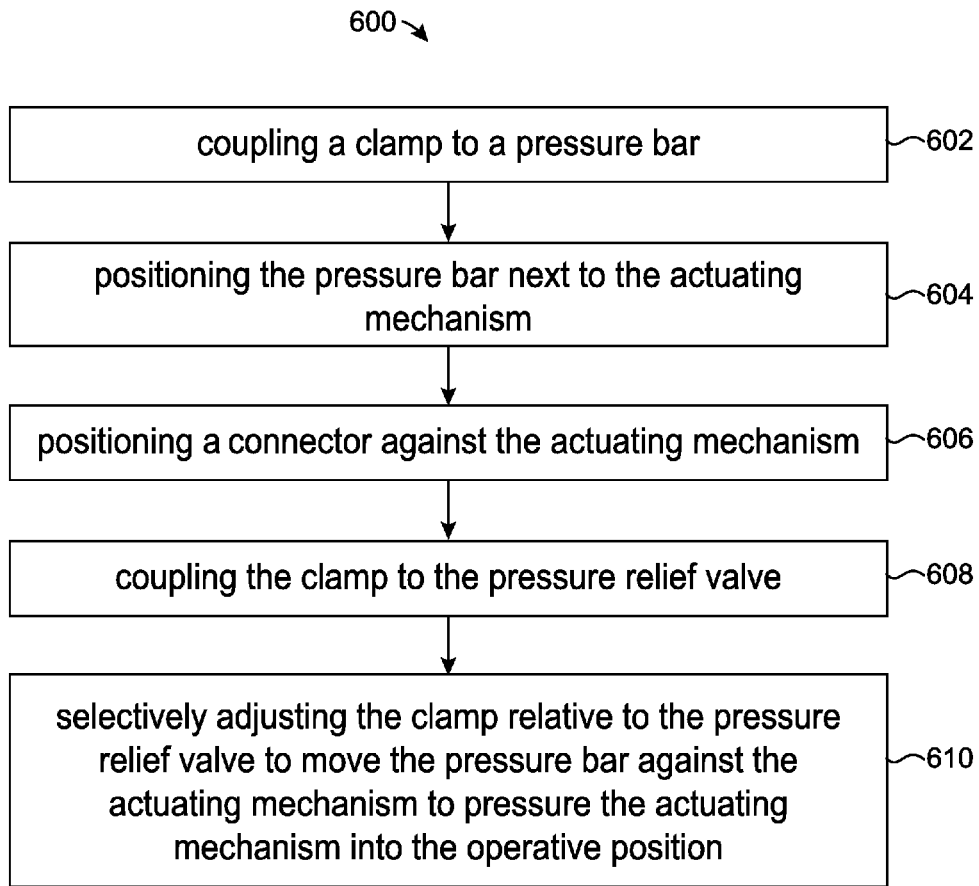 600
coupling a clamp to a pressure bar
602
positioning the pressure bar next to the actuating
mechanism
604
positioning a connector against the actuating mechanism
606
coupling the clamp to the pressure relief valve
608
selectively adjusting the clamp relative to the pressure
relief valve to move the pressure bar against the
actuating mechanism to pressure the actuating
mechanism into the operative position
610